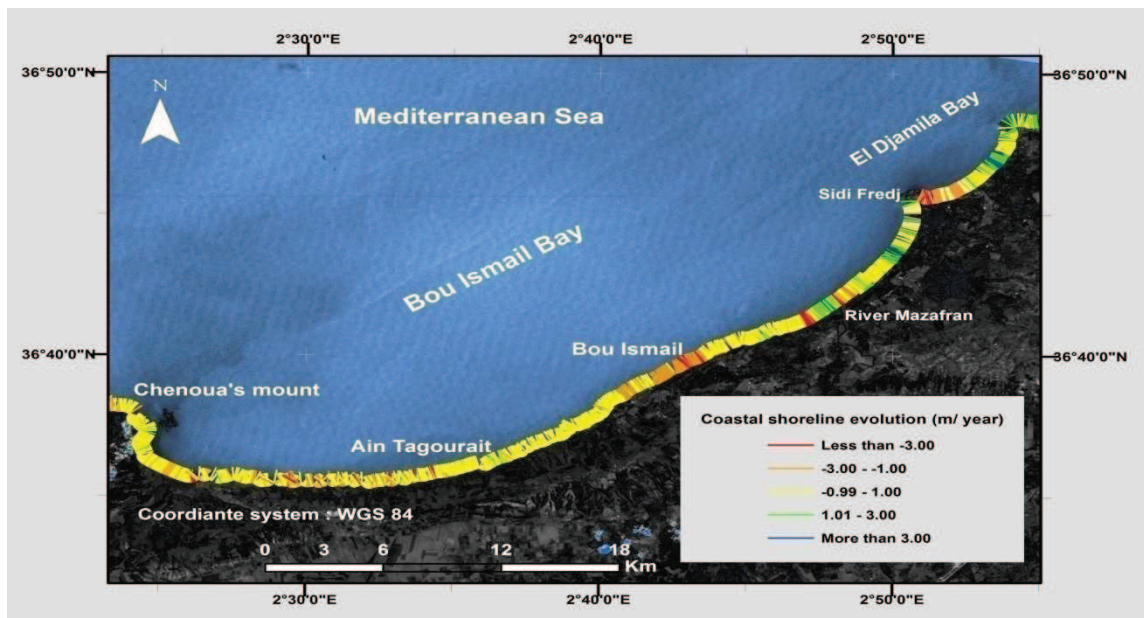 2°30'0"E 2°40'0"E 2°50'0"E
36°50'0"N 36°50'0"N
N
Mediterranean Sea
El Djamila Bay
Sidi Fredj
Bou Ismail Bay
River Mazafran
Bou Ismail
36°40'0"N 36°40'0"N
Chenoua's mount
Ain Tagourait
Coordiante system : WGS 84
0 3 6 12 18
Km
Coastal shoreline evolution (m/ year)
Less than -3.00
-3.00 - -1.00
-0.99 - 1.00
1.01 - 3.00
More than 3.00
2°30'0"E 2°40'0"E 2°50'0"E